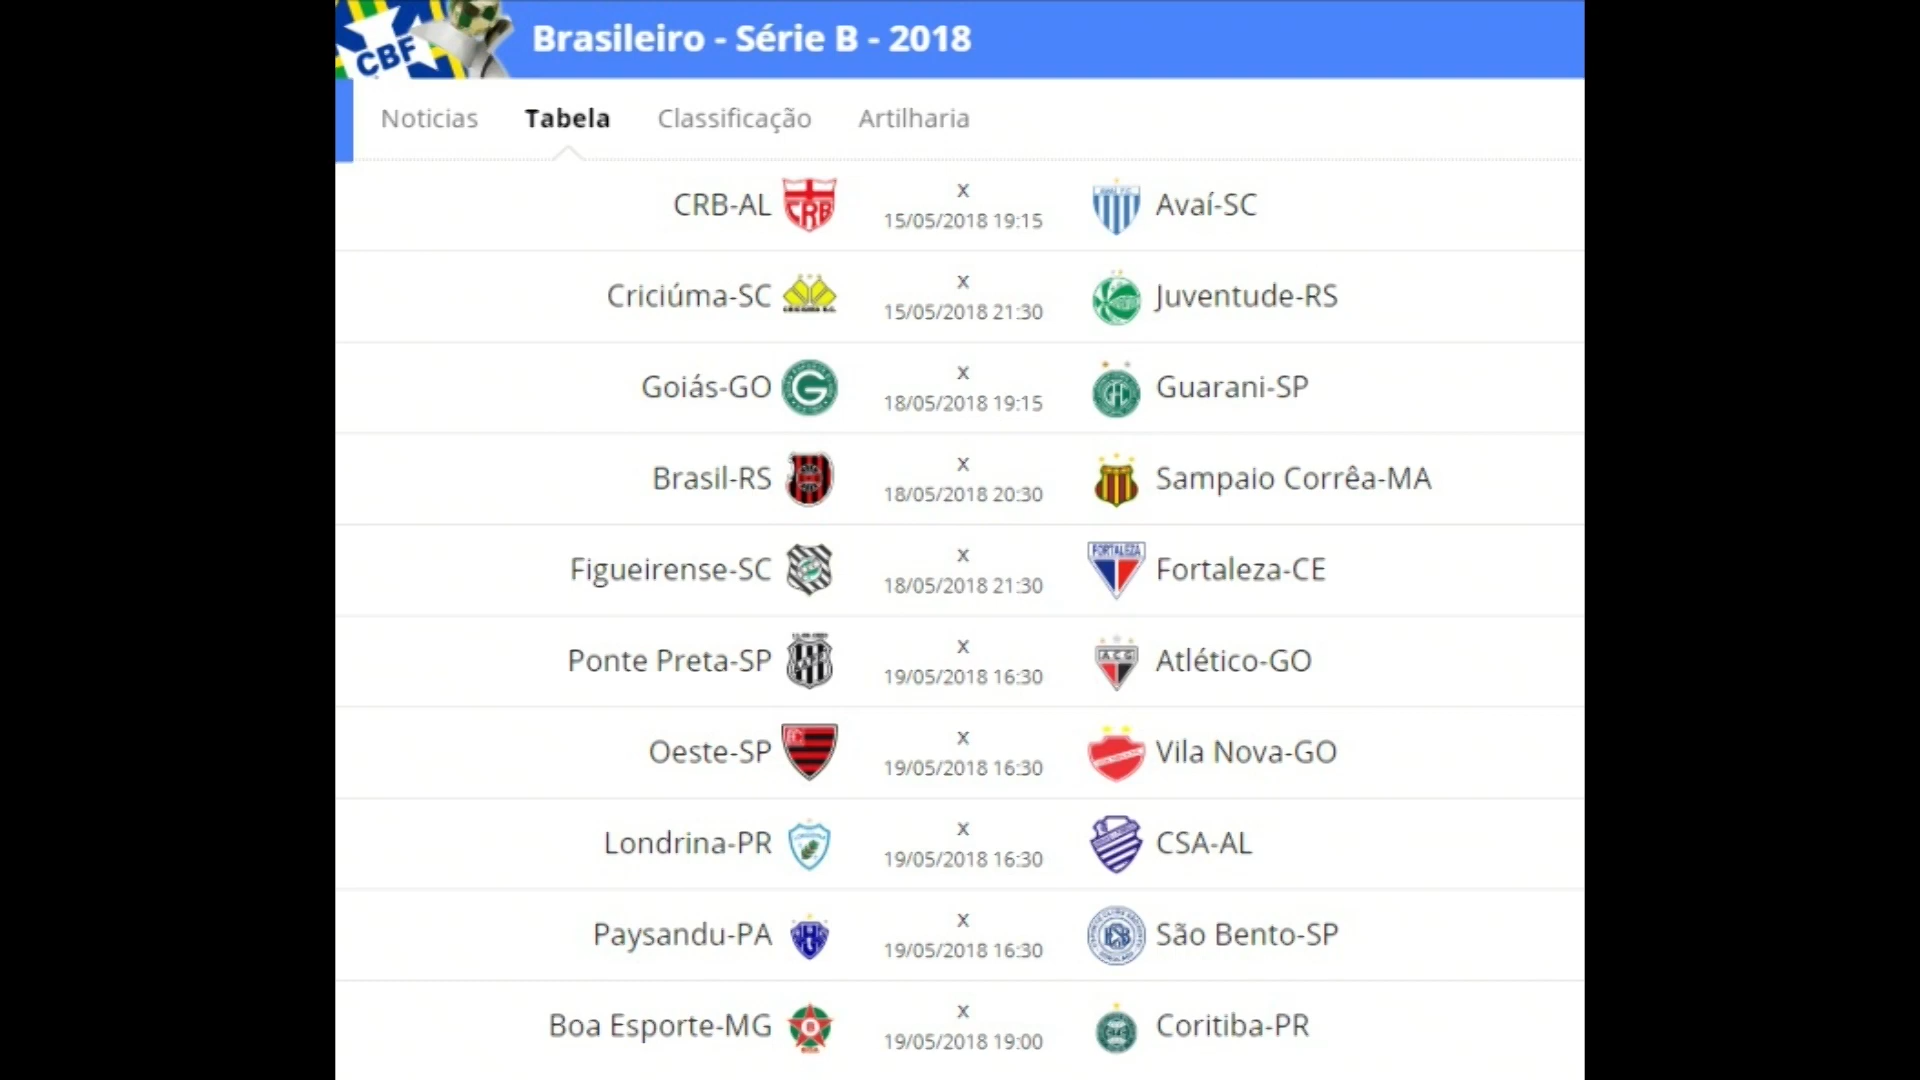 CBF
Brasileiro - Série B - 2018
Noticias Tabela Classificação Artilharia
CRB-AL CRB x Avaí-SC
15/05/2018 19:15
Criciúma-SC x Juventude-RS
15/05/2018 21:30
Goiás-GO G x Guarani-SP
18/05/2018 19:15
Brasil-RS x Sampaio Corrêa-MA
18/05/2018 20:30
Figueirense-SC x FORTALEZA Fortaleza-CE
18/05/2018 21:30
Ponte Preta-SP x ACG Atlético-GO
19/05/2018 16:30
Oeste-SP x Vila Nova-GO
19/05/2018 16:30
Londrina-PR x CSA-AL
19/05/2018 16:30
Paysandu-PA x São Bento-SP
19/05/2018 16:30
Boa Esporte-MG B x Coritiba-PR
19/05/2018 19:00